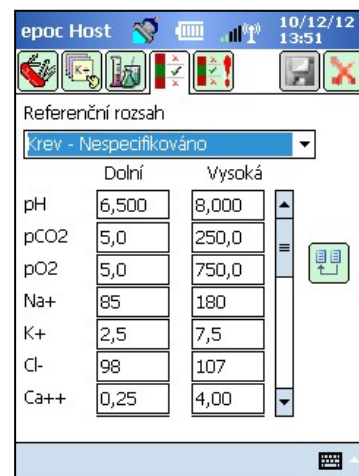 epoc Host 10/12/12
13:51
K+
Referenční rozsah
Krev - Nespecifikováno
Dolní Vysoká
pH 6,500 8,000
pCO2 5,0 250,0
pO2 5,0 750,0
Na+ 85 180
K+ 2,5 7,5
Cl- 98 107
Ca++ 0,25 4,00